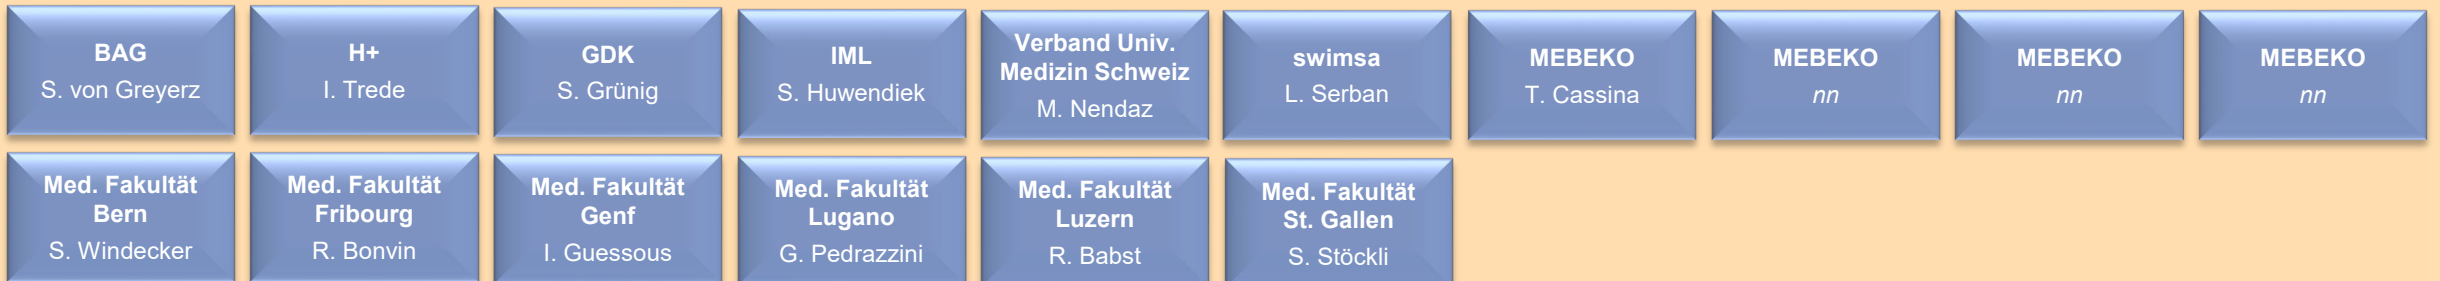 BAG
S. von Greyerz
H+
I. Trede
GDK
S. Grünig
IML
S. Huwendiek
Verband Univ.
Medizin Schweiz
M. Nendaz
swimsa
L. Serban
MEBEKO
T. Cassina
MEBEKO
nn
MEBEKO
nn
MEBEKO
nn
Med. Fakultät
Bern
S. Windecker
Med. Fakultät
Fribourg
R. Bonvin
Med. Fakultät
Genf
I. Guessous
Med. Fakultät
Lugano
G. Pedrazzini
Med. Fakultät
Luzern
R. Babst
Med. Fakultät
St. Gallen
S. Stöckli